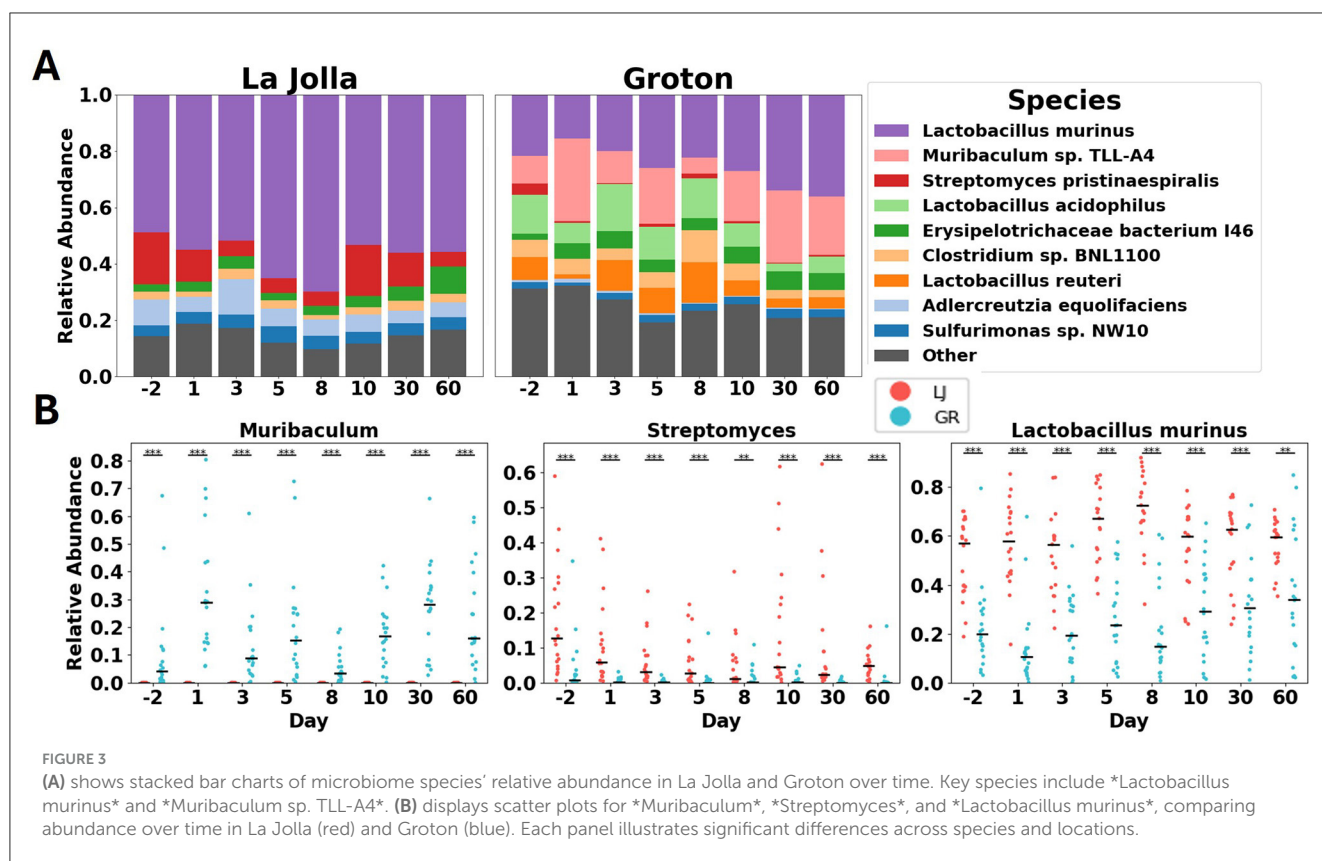 A
La Jolla
Groton
Relative Abundance
1.0
0.8
0.6
0.4
0.2
0.0
-2 1 3 5 8 10 30 60
-2 1 3 5 8 10 30 60
Species
Lactobacillus murinus
Muribaculum sp. TLL-A4
Streptomyces pristinaespiralis
Lactobacillus acidophilus
Erysipelotrichaceae bacterium I46
Clostridium sp. BNL1100
Lactobacillus reuteri
Adlercreutzia equolifaciens
Sulfurimonas sp. NW10
Other
LJ
GR
B
Muribaculum
Relative Abundance
0.8
0.7
0.6
0.5
0.4
0.3
0.2
0.1
0.0
*** *** *** *** *** *** *** ***
-2 1 3 5 8 10 30 60
Day
Streptomyces
0.6
0.5
0.4
0.3
0.2
0.1
0.0
*** *** *** *** ** *** *** ***
-2 1 3 5 8 10 30 60
Day
Lactobacillus murinus
0.8
0.6
0.4
0.2
0.0
*** *** *** *** *** *** *** **
-2 1 3 5 8 10 30 60
Day
FIGURE 3
(A) shows stacked bar charts of microbiome species' relative abundance in La Jolla and Groton over time. Key species include *Lactobacillus
murinus* and *Muribaculum sp. TLL-A4*. (B) displays scatter plots for *Muribaculum*, *Streptomyces*, and *Lactobacillus murinus*, comparing
abundance over time in La Jolla (red) and Groton (blue). Each panel illustrates significant differences across species and locations.